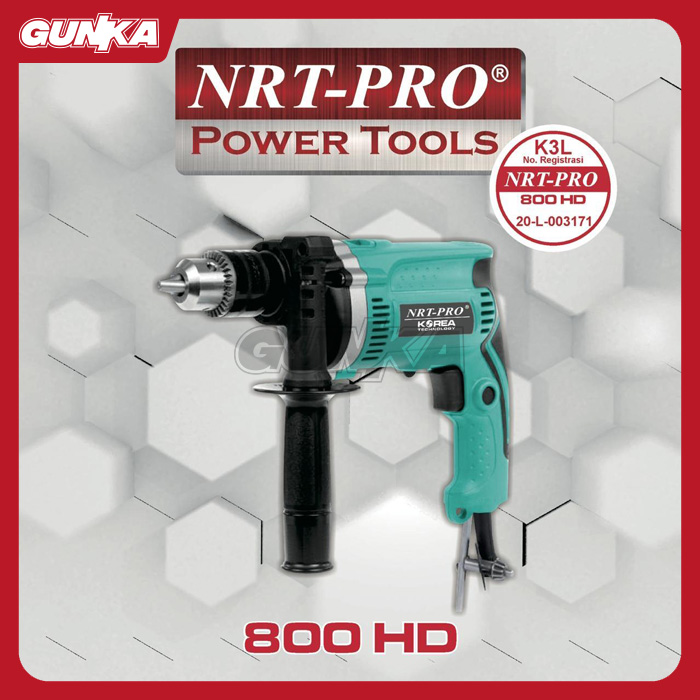 GUNKA
NRT-PRO®
POWER TOOLS
K3L
No. Registrasi
NRT-PRO
800 HD
20-L-003171
NRT-PRO®
KOREA
TECHNOLOGY
GUNKA
800 HD